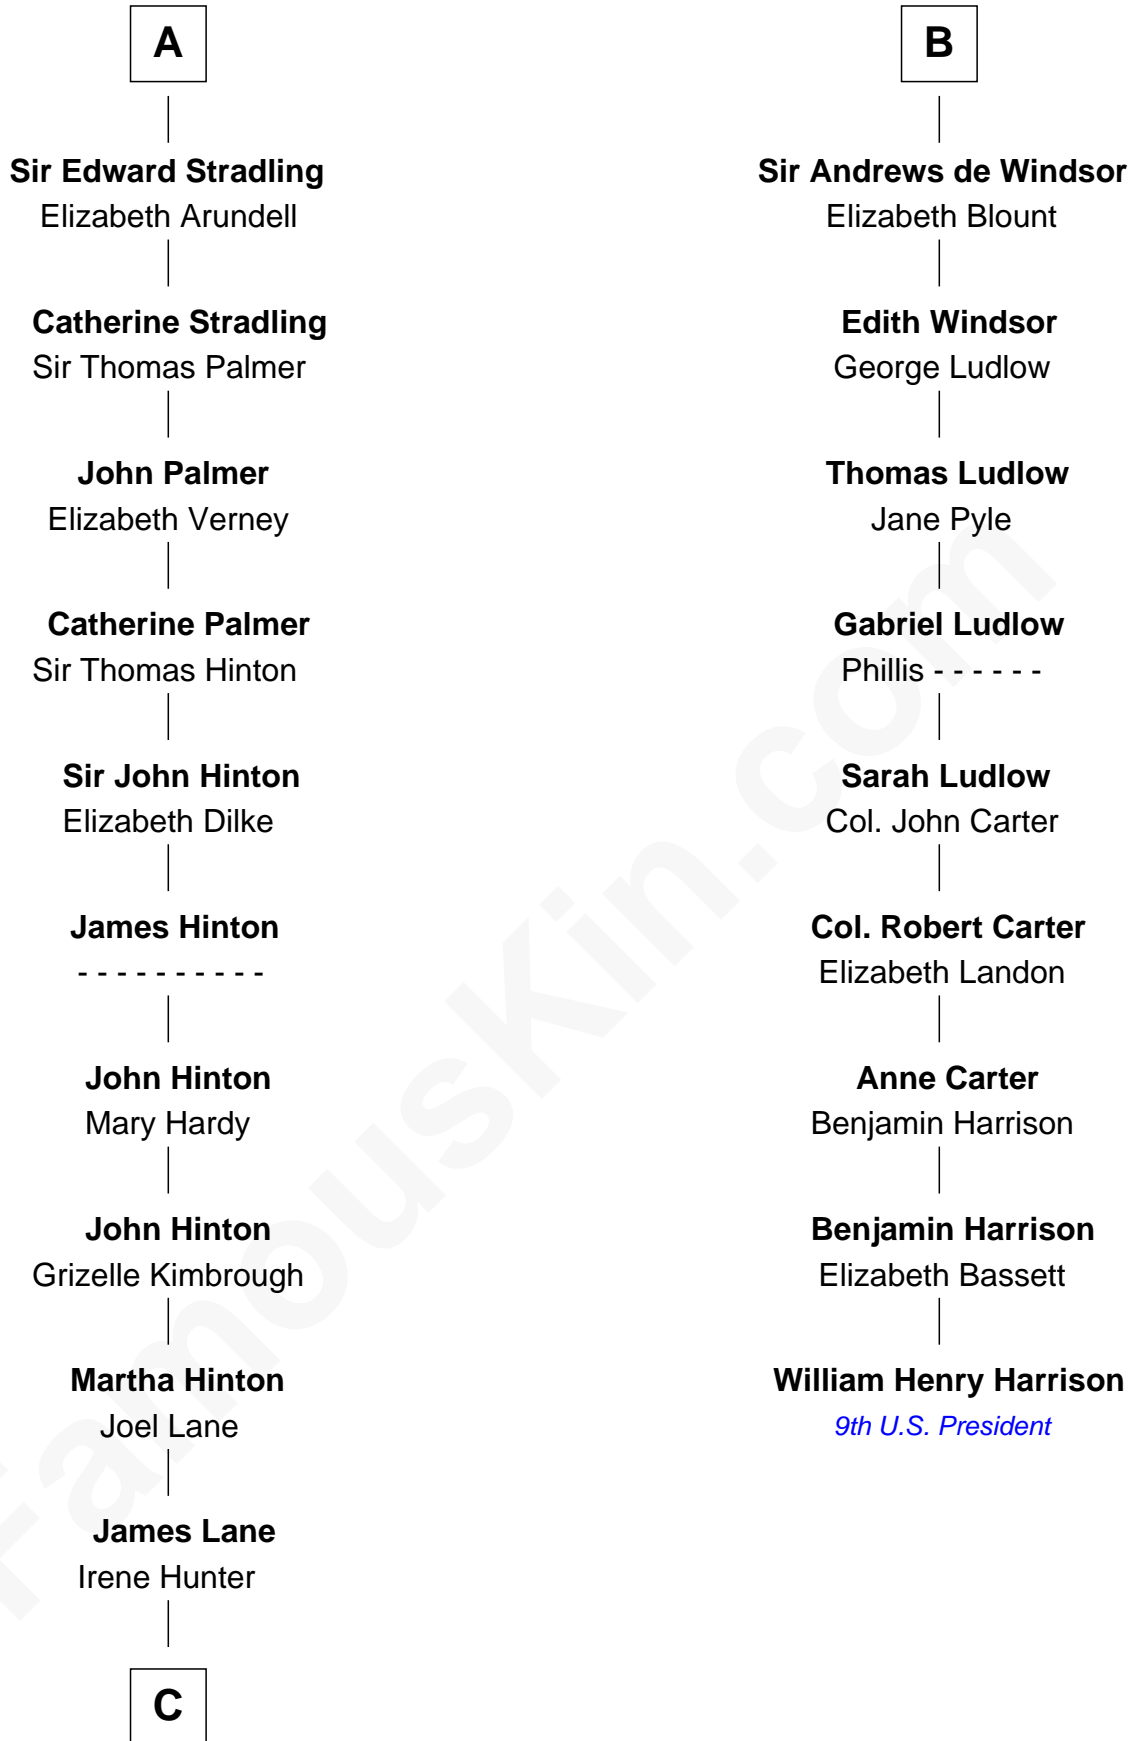 A
Sir Edward Stradling
Elizabeth Arundell
Catherine Stradling
Sir Thomas Palmer
John Palmer
Elizabeth Verney
Catherine Palmer
Sir Thomas Hinton
Sir John Hinton
Elizabeth Dilke
James Hinton
- - - - - - - - - -
John Hinton
Mary Hardy
John Hinton
Grizelle Kimbrough
Martha Hinton
Joel Lane
James Lane
Irene Hunter
C
B
Sir Andrews de Windsor
Elizabeth Blount
Edith Windsor
George Ludlow
Thomas Ludlow
Jane Pyle
Gabriel Ludlow
Phillis - - - - - -
Sarah Ludlow
Col. John Carter
Col. Robert Carter
Elizabeth Landon
Anne Carter
Benjamin Harrison
Benjamin Harrison
Elizabeth Bassett
William Henry Harrison
9th U.S. President
FamousKin.com